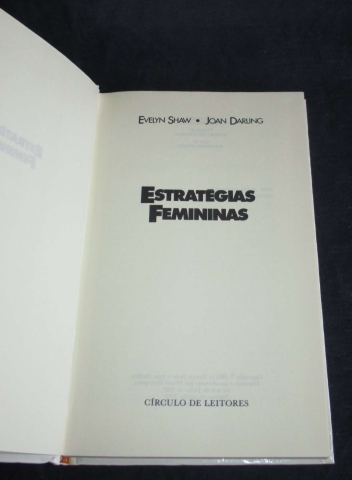 EVELYN SHAW • JOAN DARLING
ESTRATÉGIAS
FEMININAS
CÍRCULO DE LEITORES